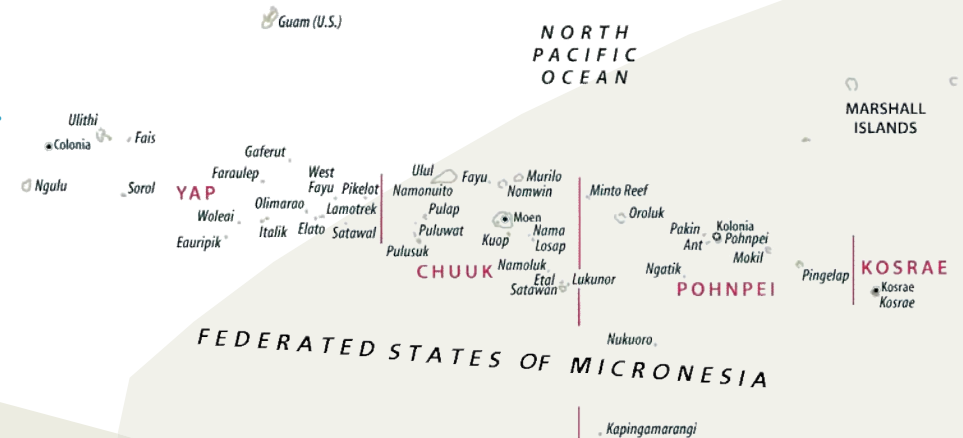 Guam (U.S.)
NORTH
PACIFIC
OCEAN
MARSHALL
ISLANDS
Ulithi
Colonia
Fais
Ngulu
Sorol
YAP
Gaferut
Faraulep
West
Fayu
Pikelot
Olimarao
Lamotrek
Woleai
Eauripik
Italik
Elato
Satawal
Ulul
Namonuito
Fayu
Murilo
Nomwin
Pulap
Moen
Puluwat
Nama
Kuop
Losap
Pulusuk
CHUUK
Namoluk
Etal
Satawan
Lukunor
Minto Reef
Oroluk
Pakin
Kolonia
Pohnpei
Ant
Mokil
Ngatik
POHNPEI
Pingelap
KOSRAE
Kosrae
Kosrae
FEDERATED STATES OF MICRONESIA
Nukuoro
Kapingamarangi